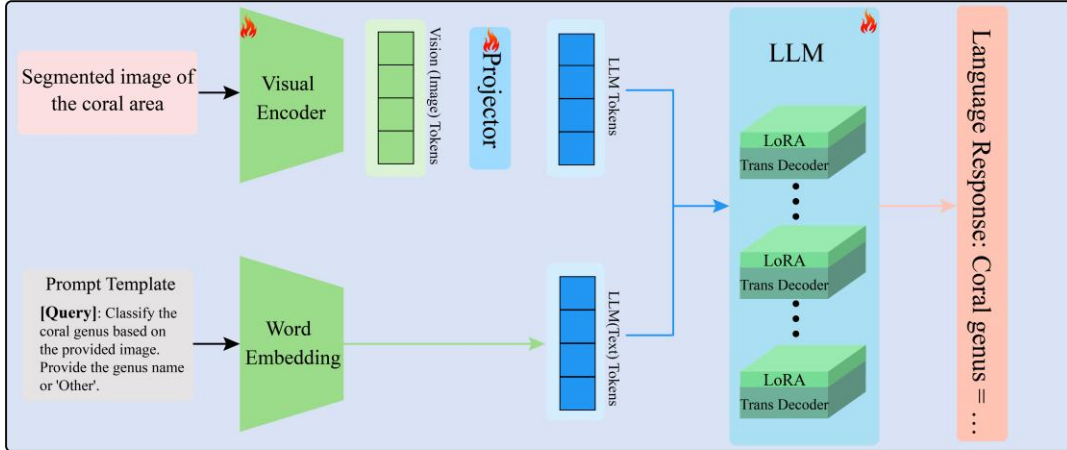 Segmented image of
the coral area
Visual
Encoder
Vision (Image) Tokens
Projector
LLM Tokens
LLM
LoRA
Trans Decoder
LoRA
Trans Decoder
LoRA
Trans Decoder
Language Response: Coral genus = …
Prompt Template
[Query]: Classify the
coral genus based on
the provided image.
Provide the genus name
or 'Other'.
Word
Embedding
LLM(Text) Tokens